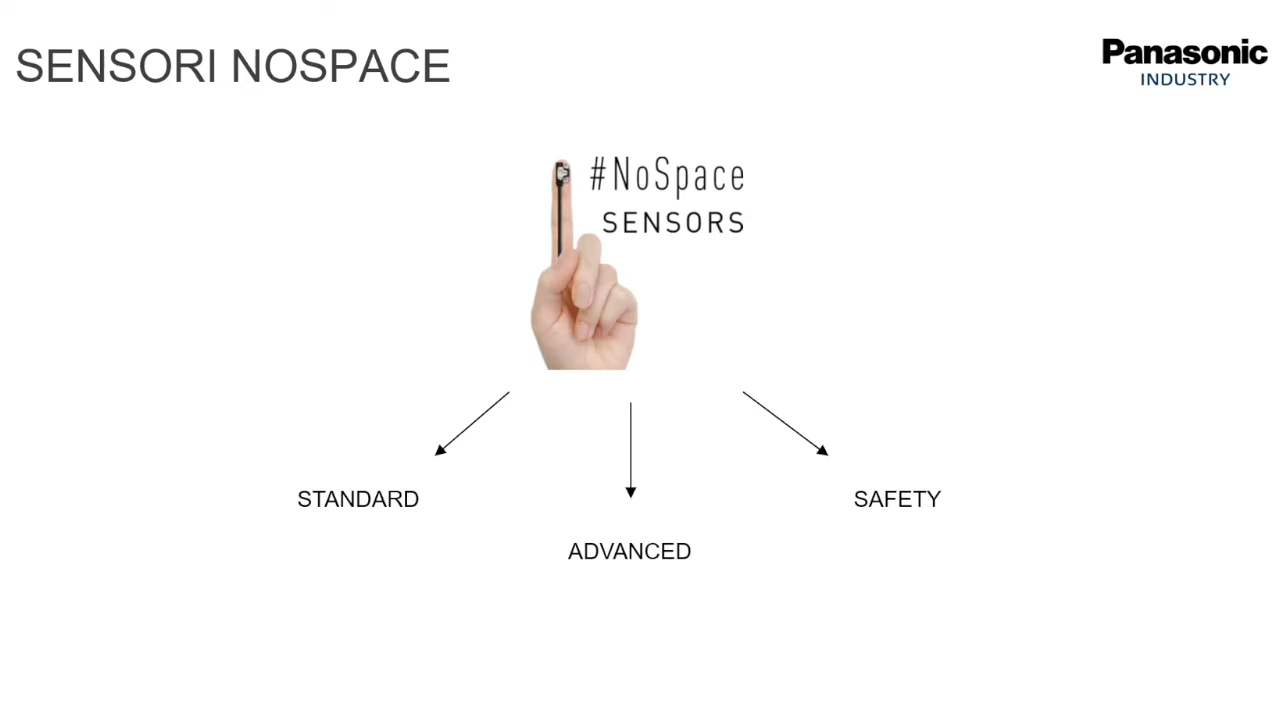 SENSORI NOSPACE
Panasonic
INDUSTRY
#NoSpace
SENSORS
STANDARD
ADVANCED
SAFETY